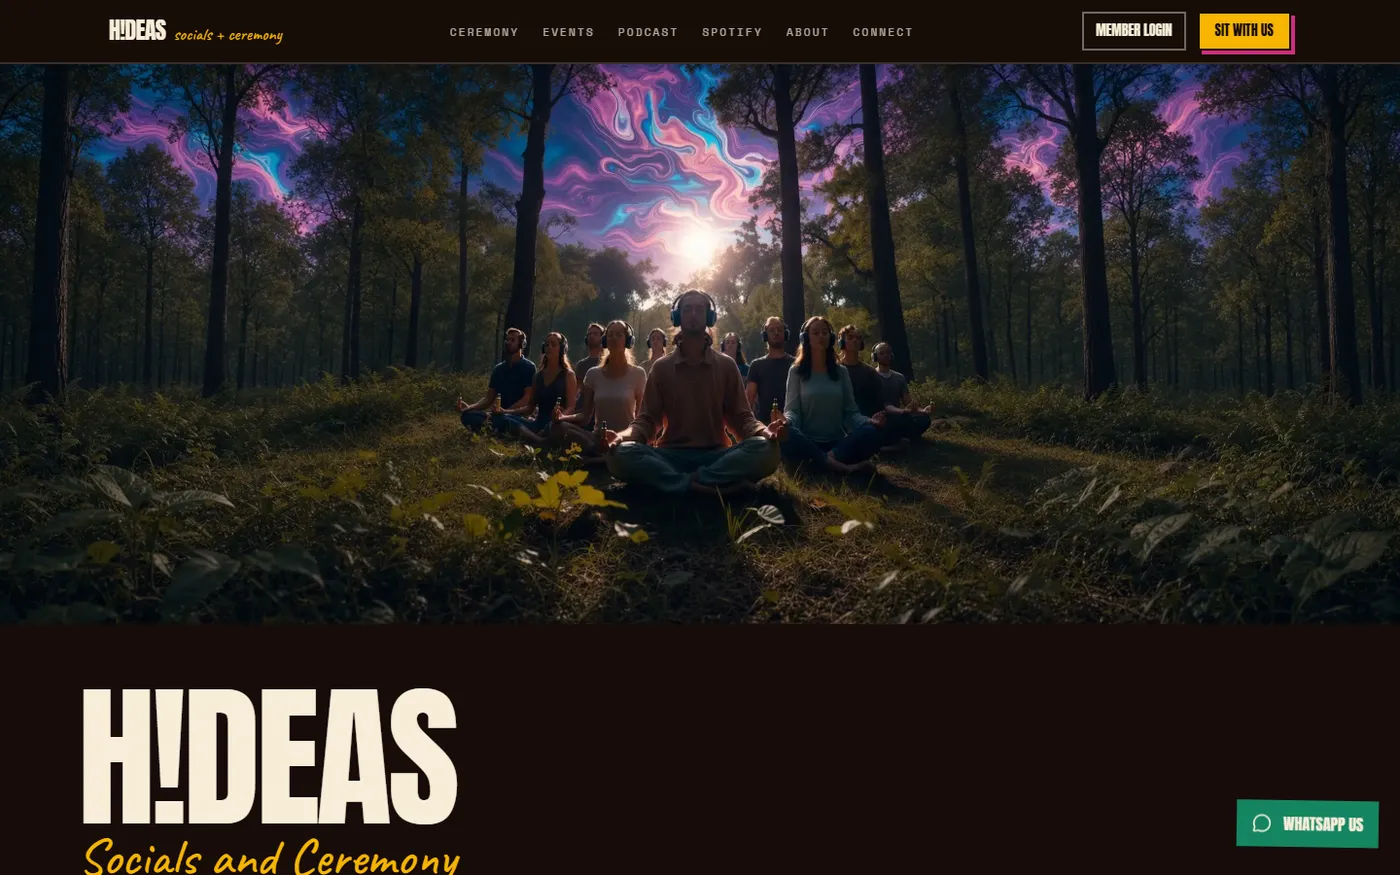 H!DEAS socials + ceremony
CEREMONY EVENTS PODCAST SPOTIFY ABOUT CONNECT
MEMBER LOGIN
SIT WITH US
H!DEAS
Socials and Ceremony
WHATSAPP US